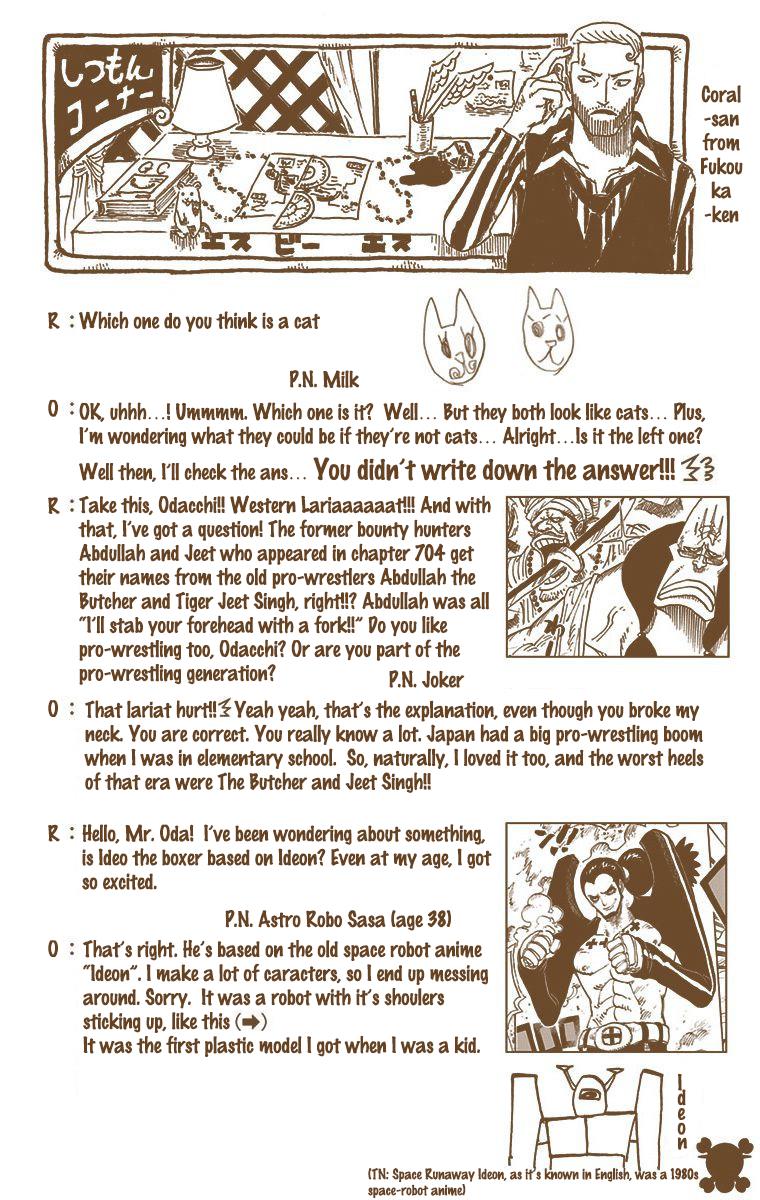 しつもん
コーナー
エスビーエス
Coral
-san
from
Fukou
ka
-ken
R : Which one do you think is a cat
P.N. Milk
O : OK, uhhh...! Ummmm. Which one is it? Well... But they both look like cats... Plus,
I'm wondering what they could be if they're not cats... Alright...Is it the left one?
Well then, I'll check the ans... You didn't write down the answer!!!
R : Take this, Odacchi!! Western Lariaaaaaat!!! And with
that, I've got a question! The former bounty hunters
Abdullah and Jeet who appeared in chapter 704 get
their names from the old pro-wrestlers Abdullah the
Butcher and Tiger Jeet Singh, right!!? Abdullah was all
"I'll stab your forehead with a fork!!" Do you like
pro-wrestling too, Odacchi? Or are you part of the
pro-wrestling generation?
P.N. Joker
O : That lariat hurt!! Yeah yeah, that's the explanation, even though you broke my
neck. You are correct. You really know a lot. Japan had a big pro-wrestling boom
when I was in elementary school. So, naturally, I loved it too, and the worst heels
of that era were The Butcher and Jeet Singh!!
R : Hello, Mr. Oda! I've been wondering about something,
is Ideo the boxer based on Ideon? Even at my age, I got
so excited.
P.N. Astro Robo Sasa (age 38)
O : That's right. He's based on the old space robot anime
"Ideon". I make a lot of caracters, so I end up messing
around. Sorry. It was a robot with it's shoulers
sticking up, like this (➡)
It was the first plastic model I got when I was a kid.
Ideon
(TN: Space Runaway Ideon, as it's known in English, was a 1980s
space-robot anime)